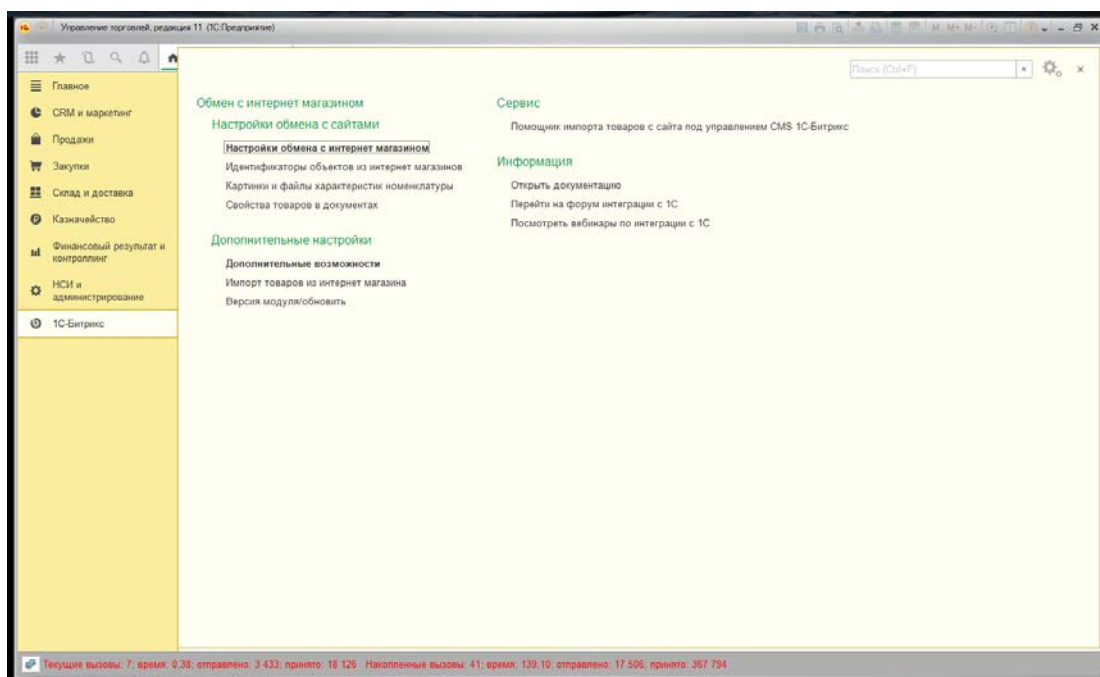 Управление торговлей, редакция 11 (1С:Предприятие)
M M+ M-
Поиск (Ctrl+F)
Главное
CRM и маркетинг
Продажи
Закупки
Склад и доставка
Казначейство
Финансовый результат и
контроллинг
НСИ и
администрирование
1С-Битрикс
Обмен с интернет магазином
Настройки обмена с сайтами
Настройки обмена с интернет магазином
Идентификаторы объектов из интернет магазинов
Картинки и файлы характеристик номенклатуры
Свойства товаров в документах
Дополнительные настройки
Дополнительные возможности
Импорт товаров из интернет магазина
Версия модуля/обновить
Сервис
Помощник импорта товаров с сайта под управлением CMS 1С-Битрикс
Информация
Открыть документацию
Перейти на форум интеграции с 1С
Посмотреть вебинары по интеграции с 1С
Текущие вызовы: 7; время: 0,38; отправлено: 3 433; принято: 18 126 Накопленные вызовы: 41; время: 139,10; отправлено: 17 506; принято: 367 794